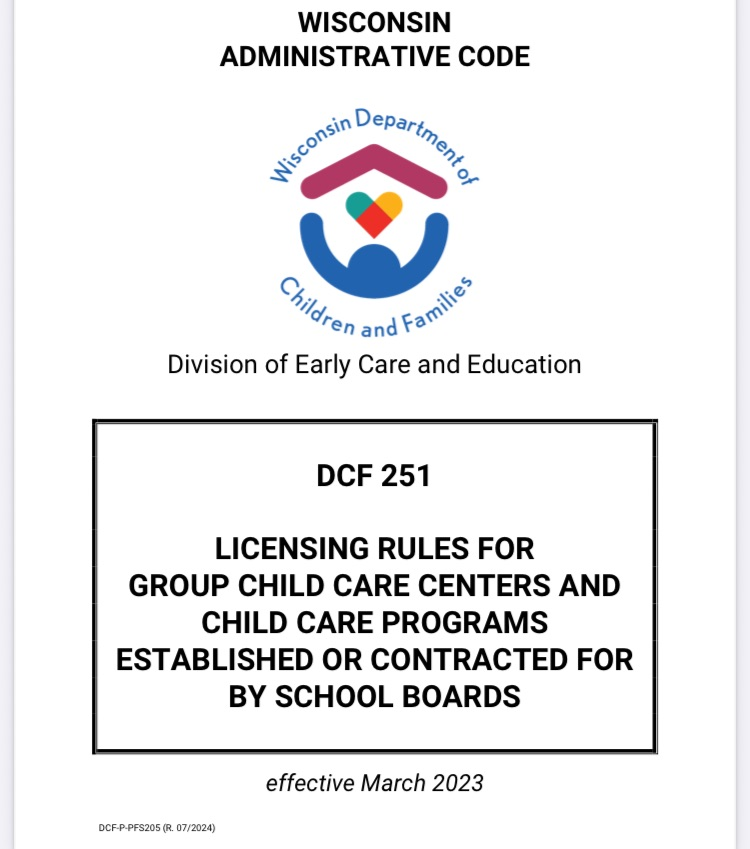 WISCONSIN
ADMINISTRATIVE CODE
Wisconsin Department of
Children and Families
Division of Early Care and Education
DCF 251
LICENSING RULES FOR
GROUP CHILD CARE CENTERS AND
CHILD CARE PROGRAMS
ESTABLISHED OR CONTRACTED FOR
BY SCHOOL BOARDS
effective March 2023
DCF-P-PFS205 (R. 07/2024)